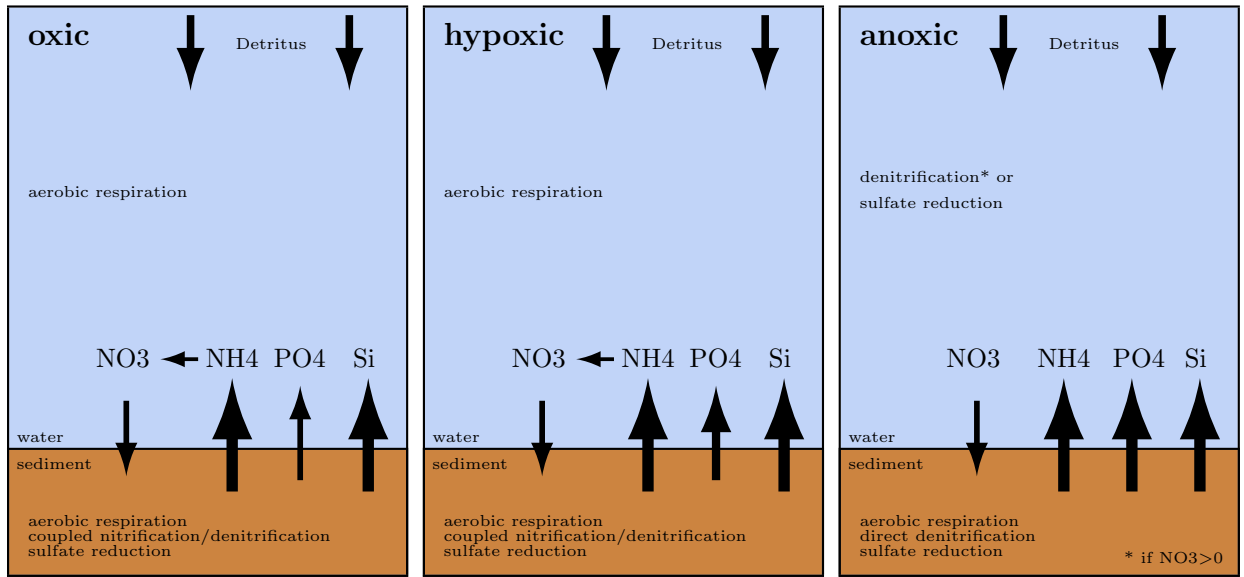 oxic
Detritus
aerobic respiration
NO3 NH4 PO4 Si
water
sediment
aerobic respiration
coupled nitrification/denitrification
sulfate reduction
hypoxic
Detritus
aerobic respiration
NO3 NH4 PO4 Si
water
sediment
aerobic respiration
coupled nitrification/denitrification
sulfate reduction
anoxic
Detritus
denitrification* or
sulfate reduction
NO3 NH4 PO4 Si
water
sediment
aerobic respiration
direct denitrification
sulfate reduction
* if NO3>0